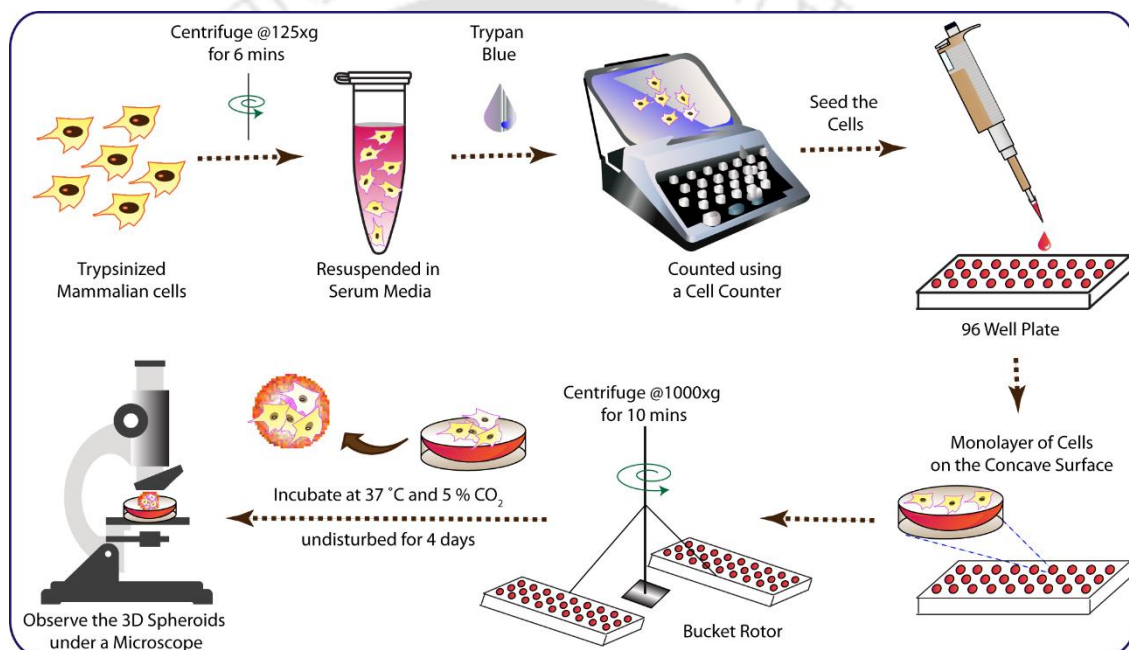 Centrifuge @125xg
for 6 mins
Trypan
Blue
Seed the
Cells
Trypsinized
Mammalian cells
Resuspended in
Serum Media
Counted using
a Cell Counter
96 Well Plate
Monolayer of Cells
on the Concave Surface
Centrifuge @1000xg
for 10 mins
Bucket Rotor
Incubate at 37 ˚C and 5 % CO₂
undisturbed for 4 days
Observe the 3D Spheroids
under a Microscope